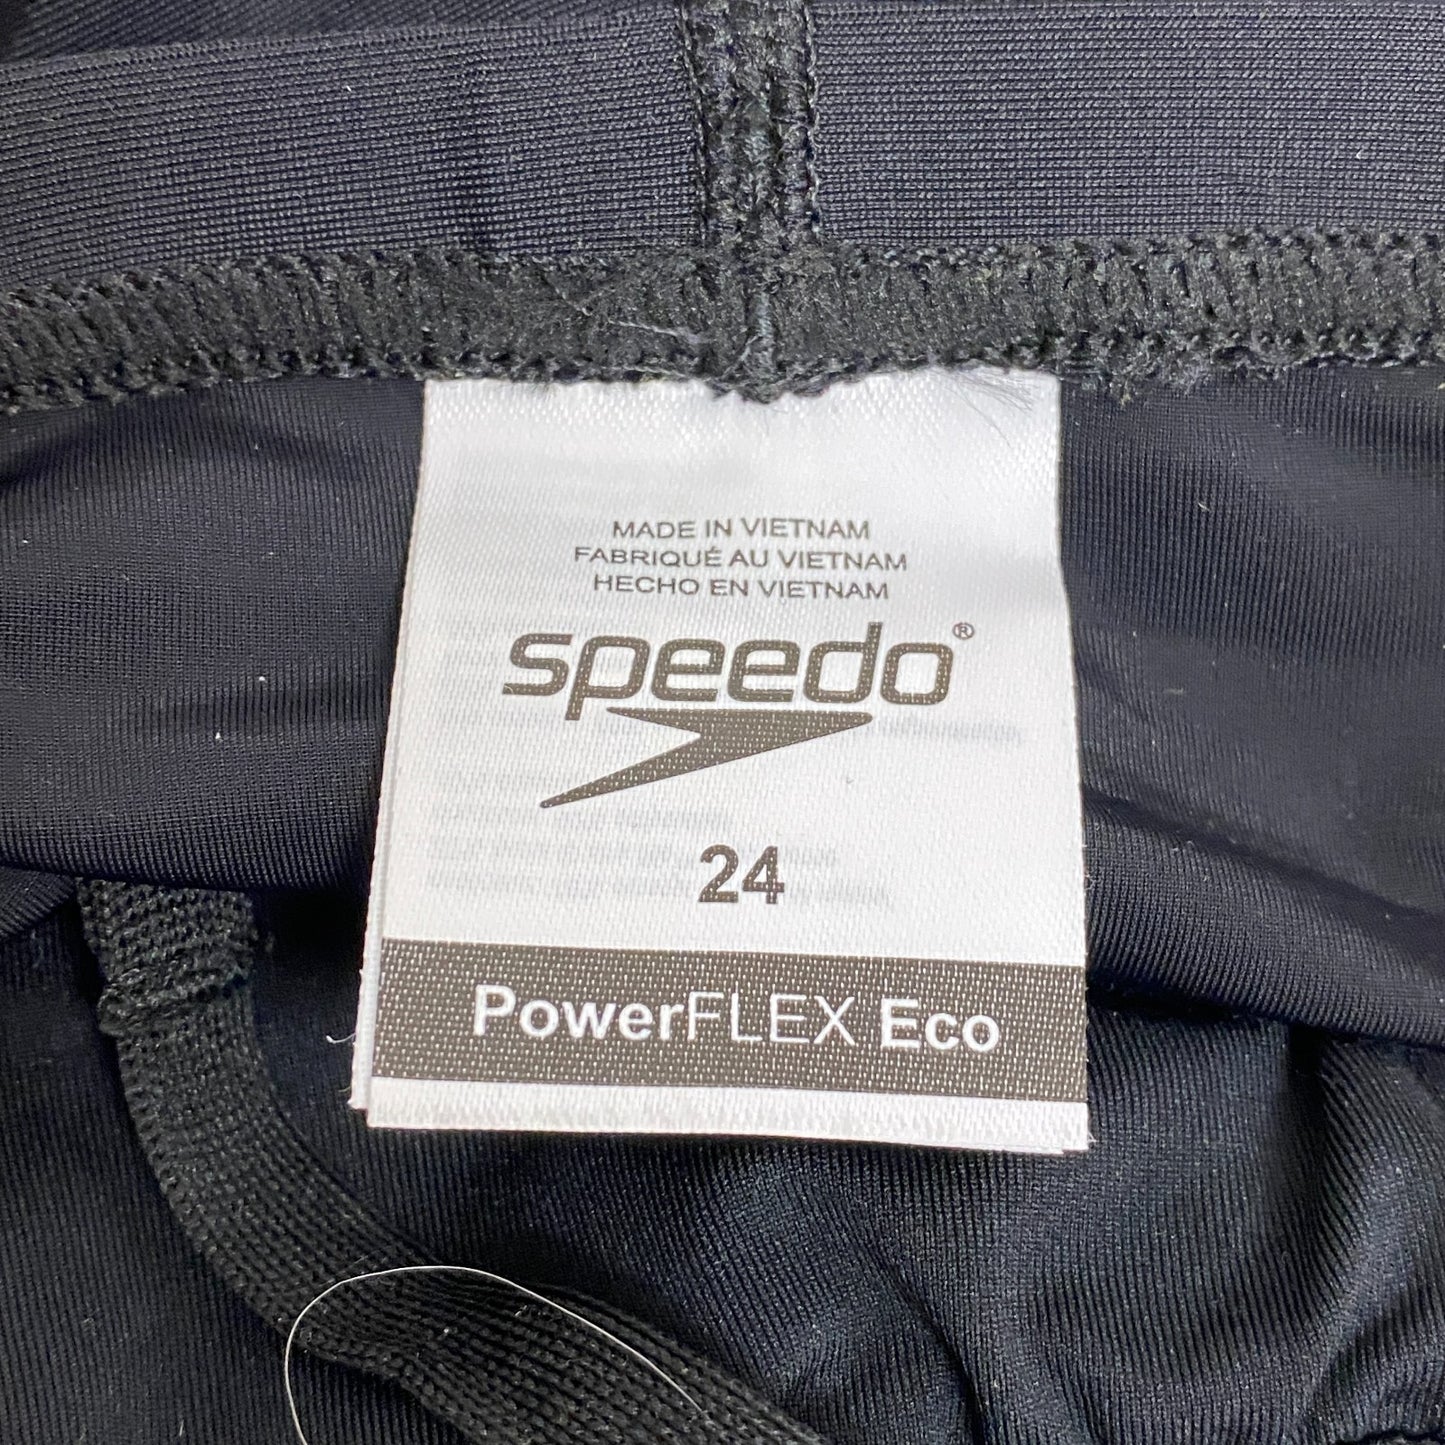 MADE IN VIETNAM
FABRIQUÉ AU VIETNAM
HECHO EN VIETNAM
speedo®
24
PowerFLEX Eco